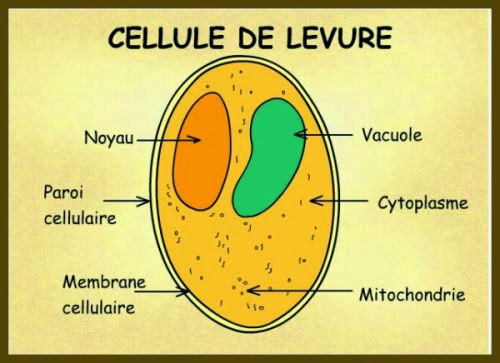 CELLULE DE LEVURE
Noyau
Vacuole
Paroi
cellulaire
Cytoplasme
Membrane
cellulaire
Mitochondrie